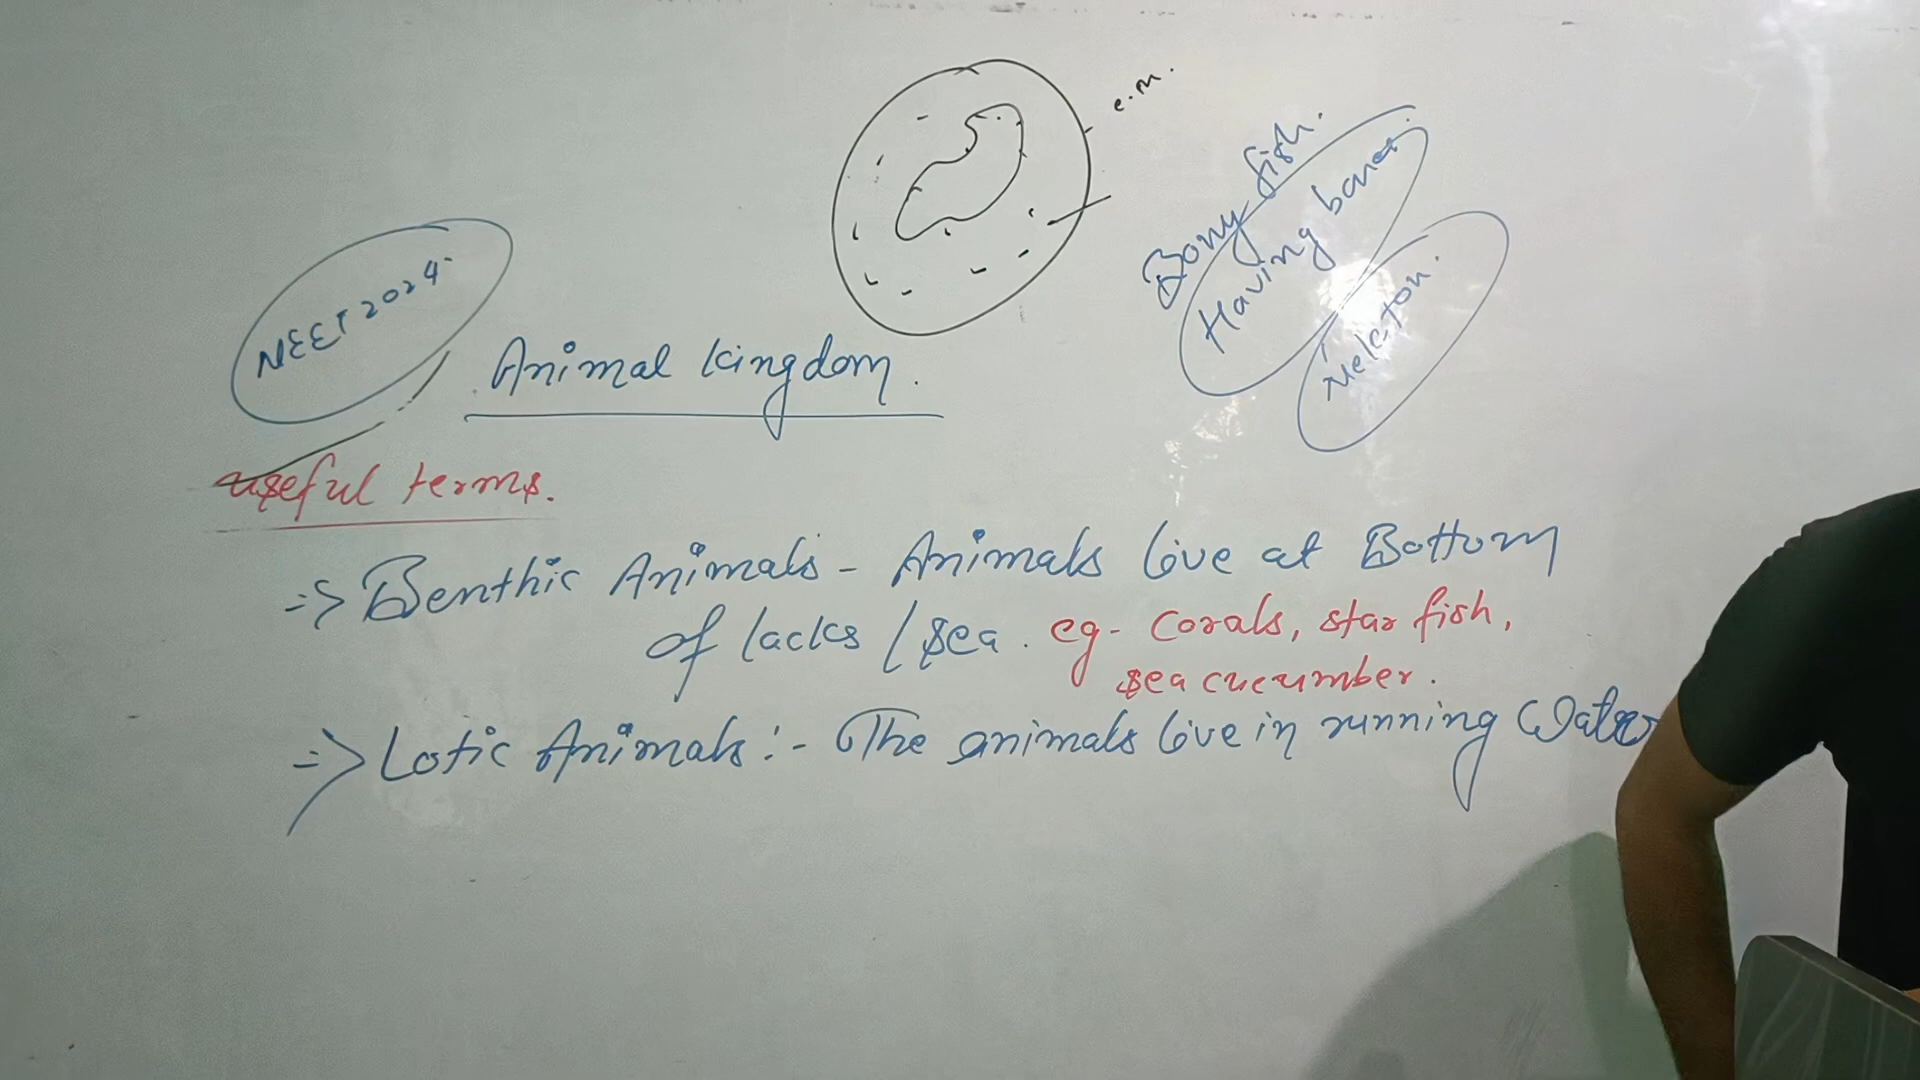 e.m.
Bony fish.
Having bones.
skeleton.
NEET 2024
Animal kingdom.
useful terms.
=> Benthic Animals - Animals live at Bottom
of lacks / sea. eg- Corals, star fish,
sea cucumber.
=> Lotic Animals :- The animals live in running Water